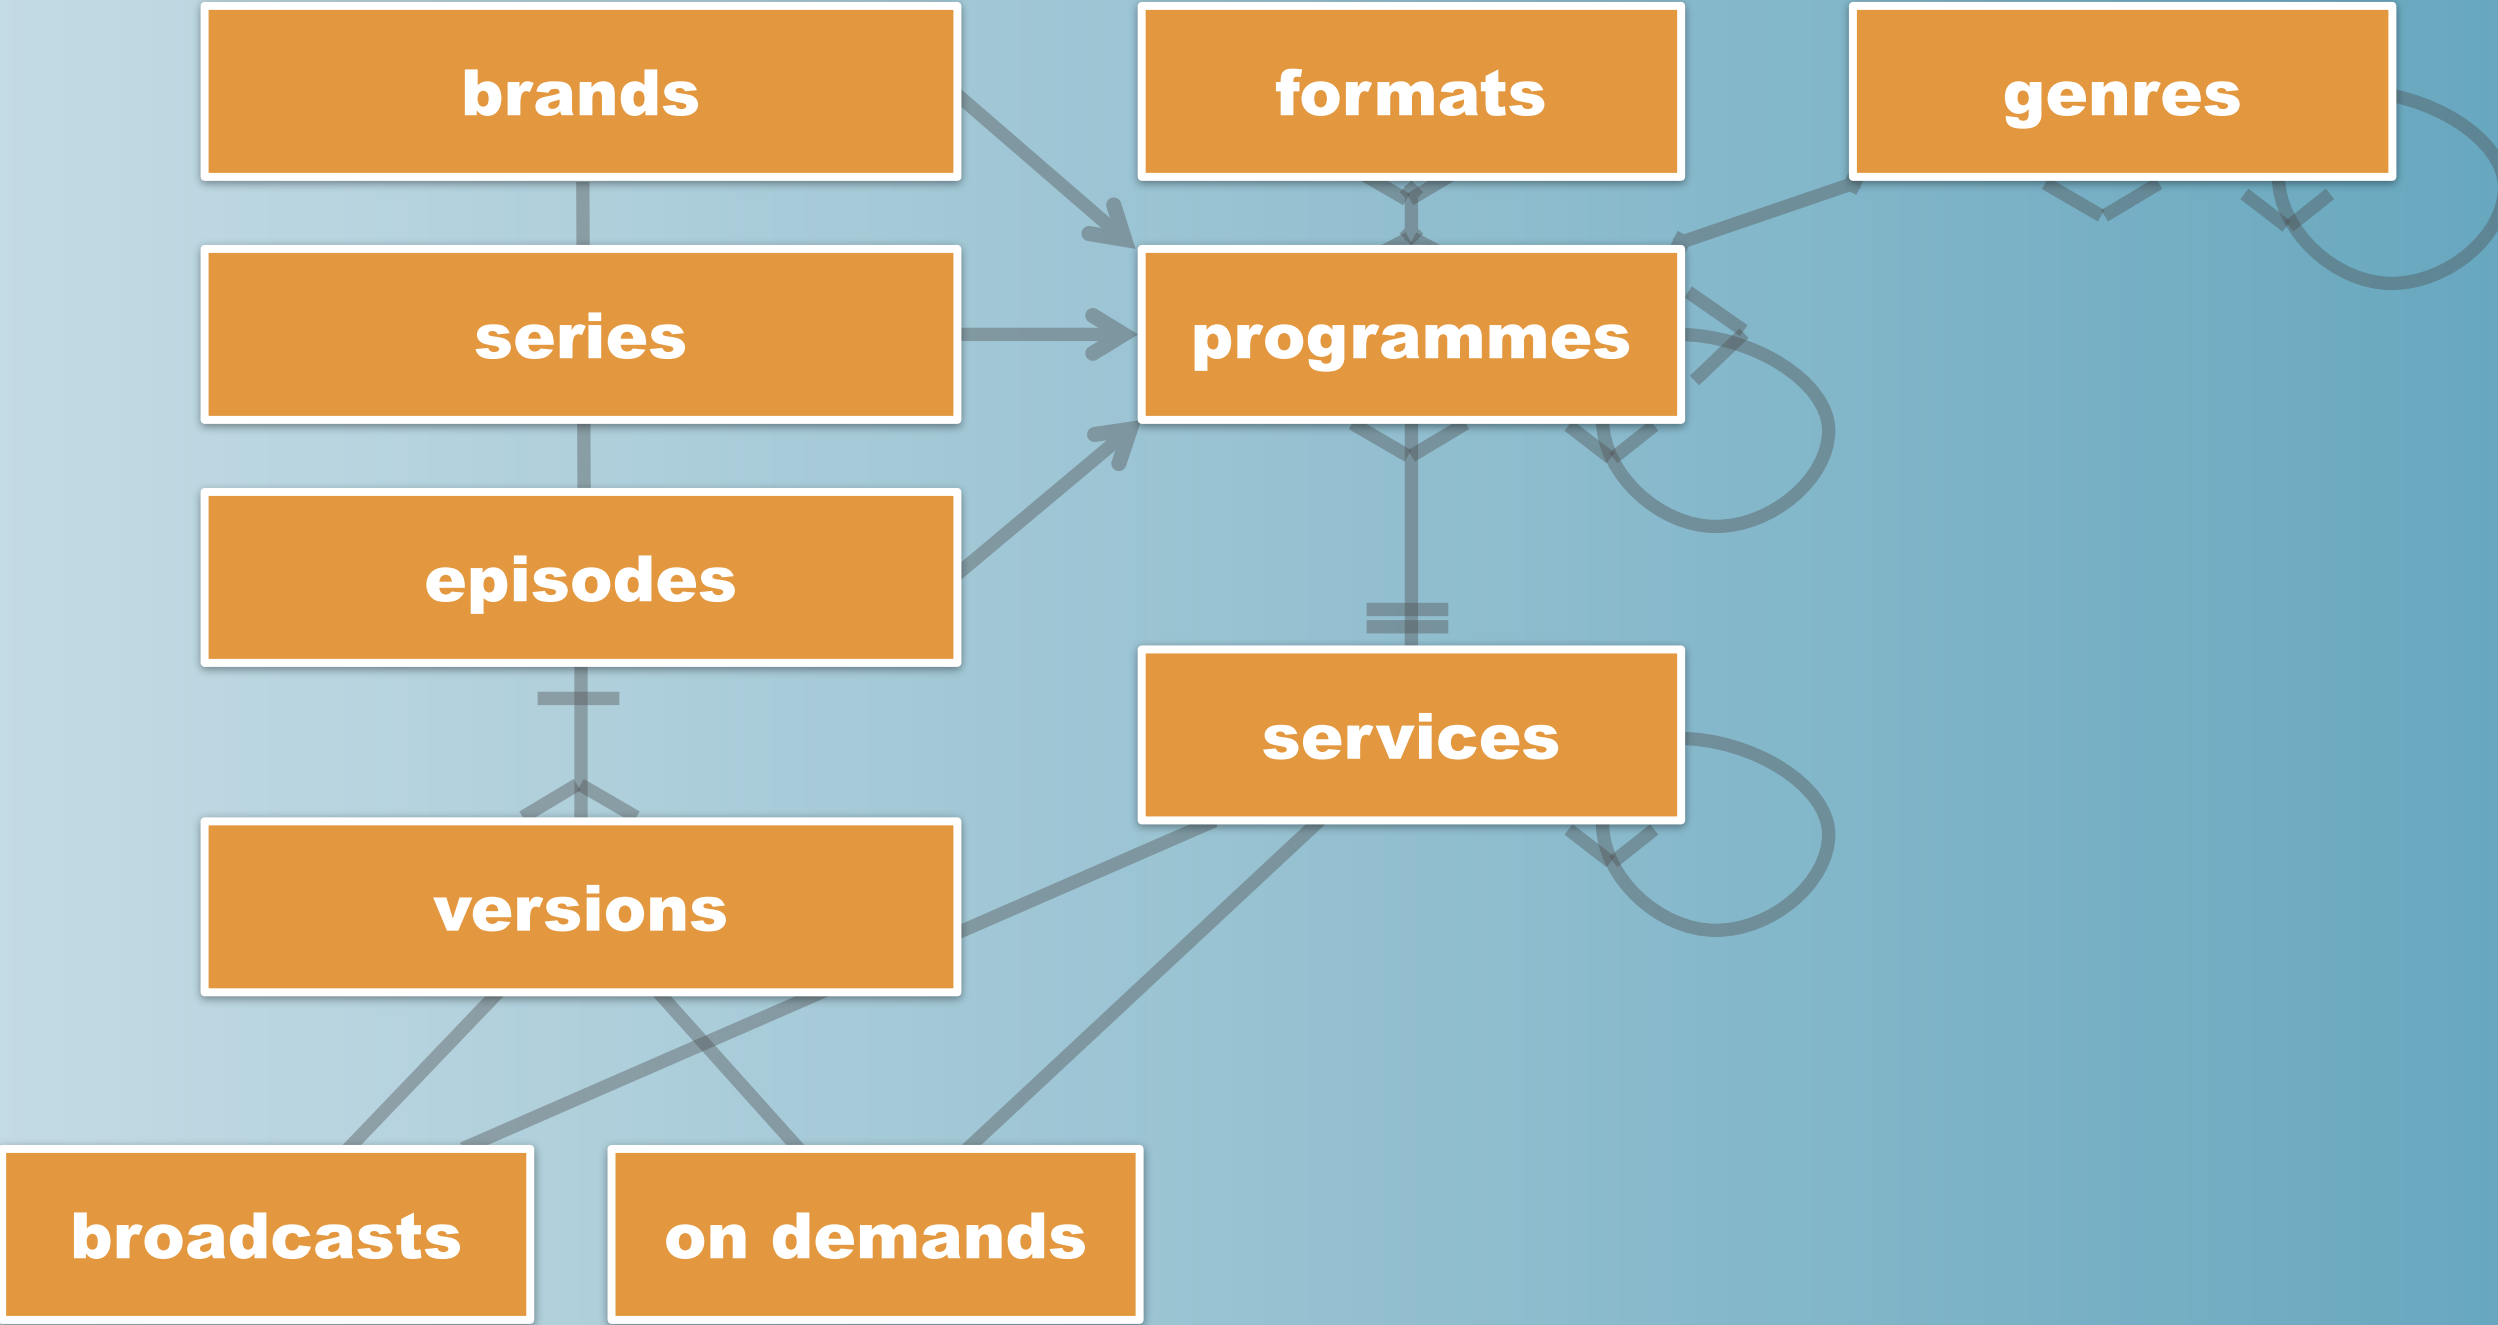 brands
formats
genres
series
programmes
episodes
services
versions
broadcasts
on demands